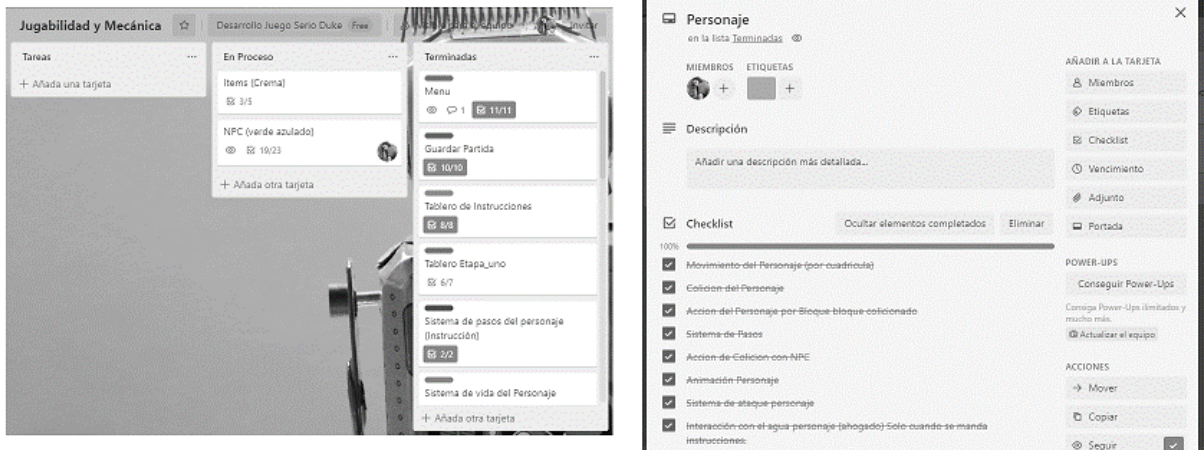 Jugabilidad y Mecánica
Desarrollo Juego Serio Duke Free
Invitar
Tareas
+ Añada una tarjeta
En Proceso
Items (Crema)
3/5
NPC (verde azulado)
19/23
+ Añada otra tarjeta
Terminadas
Menu
1 11/11
Guardar Partida
10/10
Tablero de Instrucciones
8/8
Tablero Etapa_uno
6/7
Sistema de pasos del personaje
(Instrucción)
2/2
Sistema de vida del Personaje
+ Añada otra tarjeta
Personaje
en la lista Terminadas
MIEMBROS ETIQUETAS
Descripción
Añadir una descripción más detallada...
Checklist
Ocultar elementos completados
Eliminar
100%
Movimiento del Personaje (por cuadricula)
Colicion del Personaje
Accion del Personaje por Bloque bloque colicionado
Sistema de Pasos
Accion de Colicion con NPC
Animación Personaje
Sistema de ataque personaje
Interacción con el agua personaje (ahogado) Solo cuando se manda
instrucciones.
AÑADIR A LA TARJETA
Miembros
Etiquetas
Checklist
Vencimiento
Adjunto
Portada
POWER-UPS
Conseguir Power-Ups
Consiga Power-Ups ilimitados y
mucho más.
Actualizar el equipo
ACCIONES
Mover
Copiar
Seguir